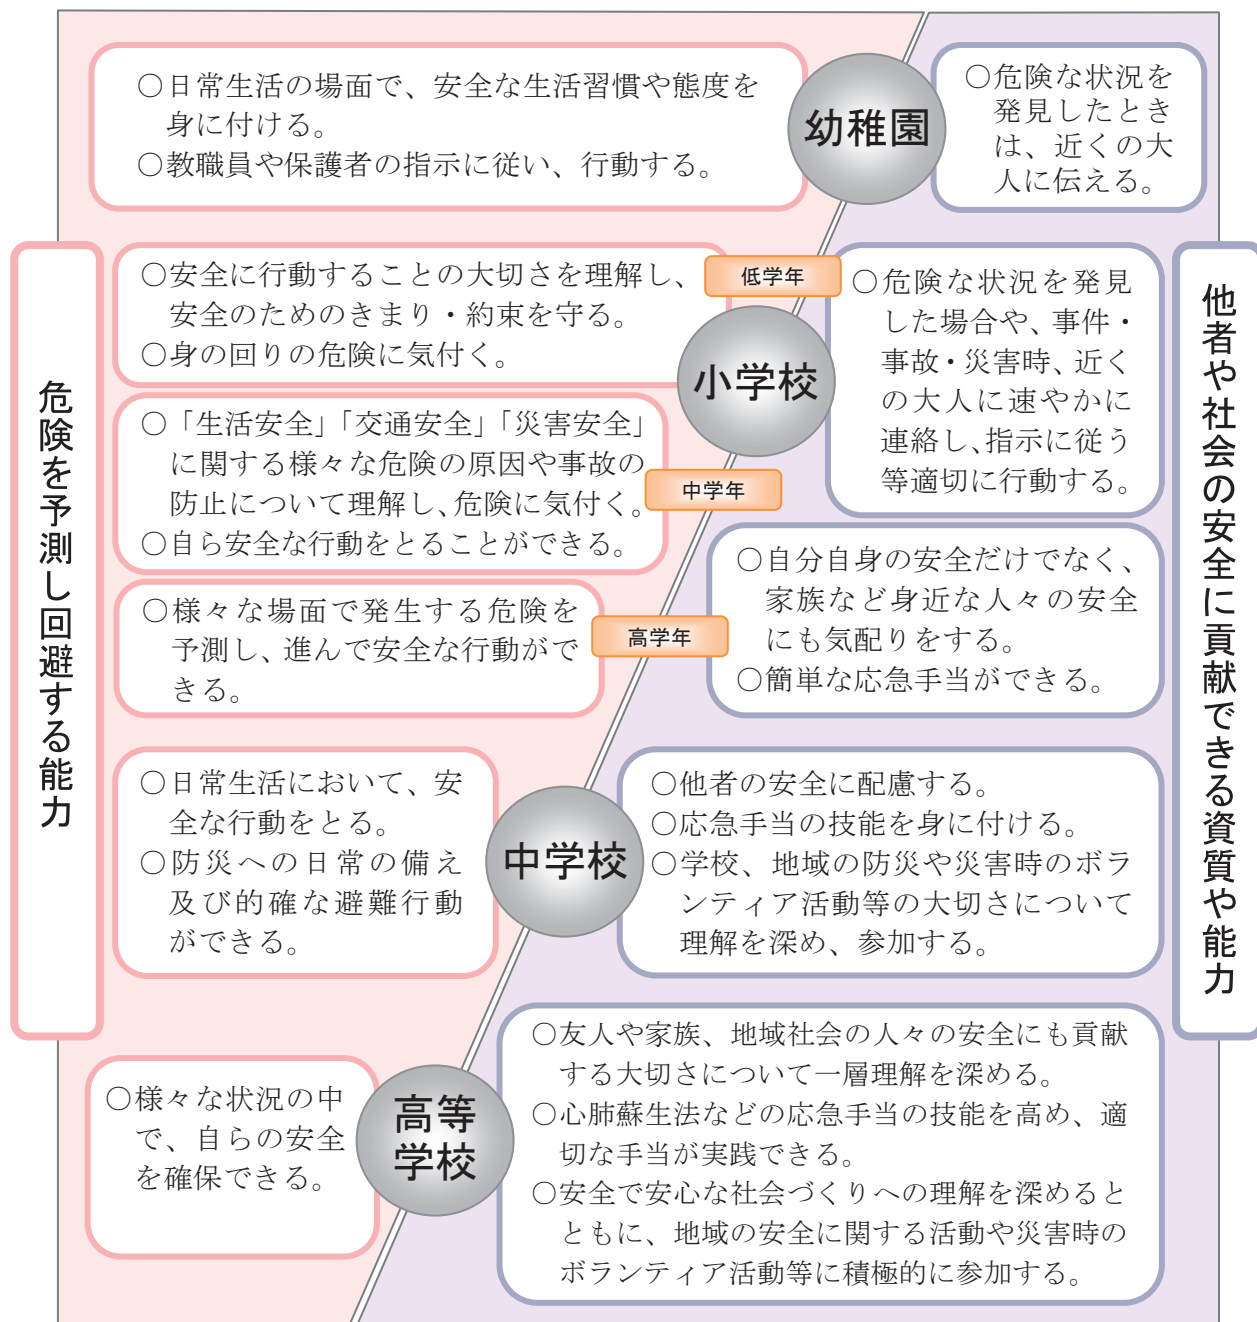 ○日常生活の場面で、安全な生活習慣や態度を
身に付ける。
○教職員や保護者の指示に従い、行動する。
幼稚園
○危険な状況を
発見したとき
は、近くの大
人に伝える。
危険を予測し回避する能力
他者や社会の安全に貢献できる資質や能力
○安全に行動することの大切さを理解し、
安全のためのきまり・約束を守る。
○身の回りの危険に気付く。
低学年
小学校
○危険な状況を発見
した場合や、事件・
事故・災害時、近く
の大人に速やかに
連絡し、指示に従う
等適切に行動する。
○「生活安全」「交通安全」「災害安全」
に関する様々な危険の原因や事故の
防止について理解し、危険に気付く。
○自ら安全な行動をとることができる。
中学年
○様々な場面で発生する危険を
予測し、進んで安全な行動がで
きる。
高学年
○自分自身の安全だけでなく、
家族など身近な人々の安全
にも気配りをする。
○簡単な応急手当ができる。
○日常生活において、安
全な行動をとる。
○防災への日常の備え
及び的確な避難行動
ができる。
中学校
○他者の安全に配慮する。
○応急手当の技能を身に付ける。
○学校、地域の防災や災害時のボラ
ンティア活動等の大切さについて
理解を深め、参加する。
○様々な状況の中
で、自らの安全
を確保できる。
高等
学校
○友人や家族、地域社会の人々の安全にも貢献
する大切さについて一層理解を深める。
○心肺蘇生法などの応急手当の技能を高め、適
切な手当が実践できる。
○安全で安心な社会づくりへの理解を深めると
ともに、地域の安全に関する活動や災害時の
ボランティア活動等に積極的に参加する。